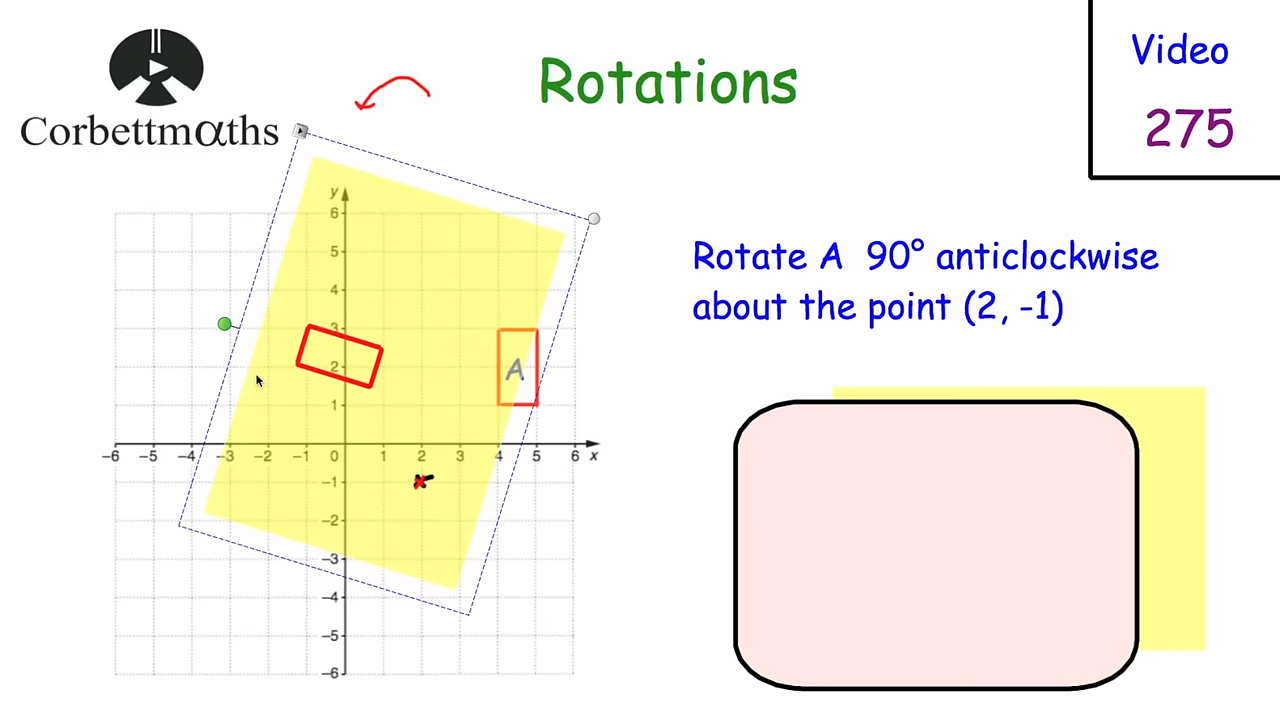 Corbettmαths
Rotations
Video
275
Rotate A 90° anticlockwise
about the point (2, -1)
y
6
5
4
3
2
1
A
-6 -5 -4 -3 -2 -1 0 1 2 3 4 5 6 x
-1
-2
-3
-4
-5
-6